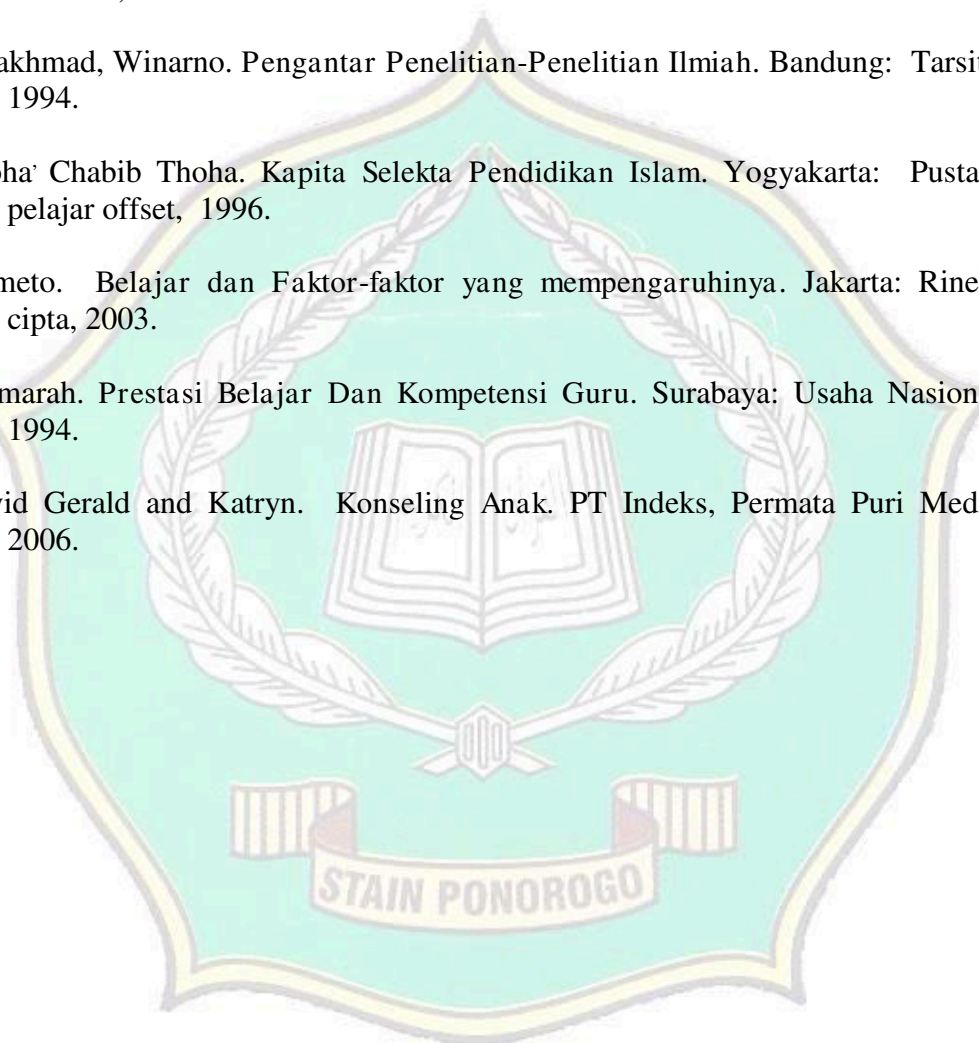 akhmad, Winarno. Pengantar Penelitian-Penelitian Ilmiah. Bandung: Tarsit
1994.
ha, Chabib Thoha. Kapita Selekta Pendidikan Islam. Yogyakarta: Pusta
pelajar offset, 1996.
meto. Belajar dan Faktor-faktor yang mempengaruhinya. Jakarta: Rine
cipta, 2003.
marah. Prestasi Belajar Dan Kompetensi Guru. Surabaya: Usaha Nasion
1994.
vid Gerald and Katryn. Konseling Anak. PT Indeks, Permata Puri Med
2006.
STAIN PONOROGO